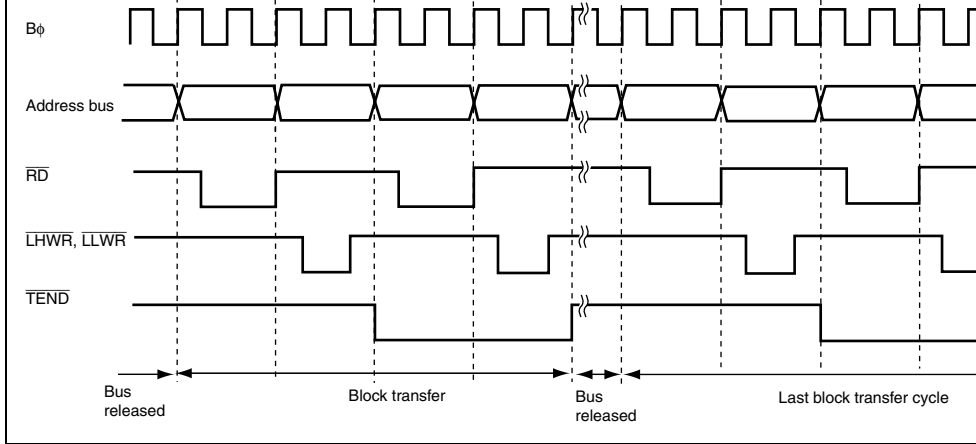 Bφ
Address bus
RD
LHWR, LLWR
TEND
Bus released
Block transfer
Bus released
Last block transfer cycle